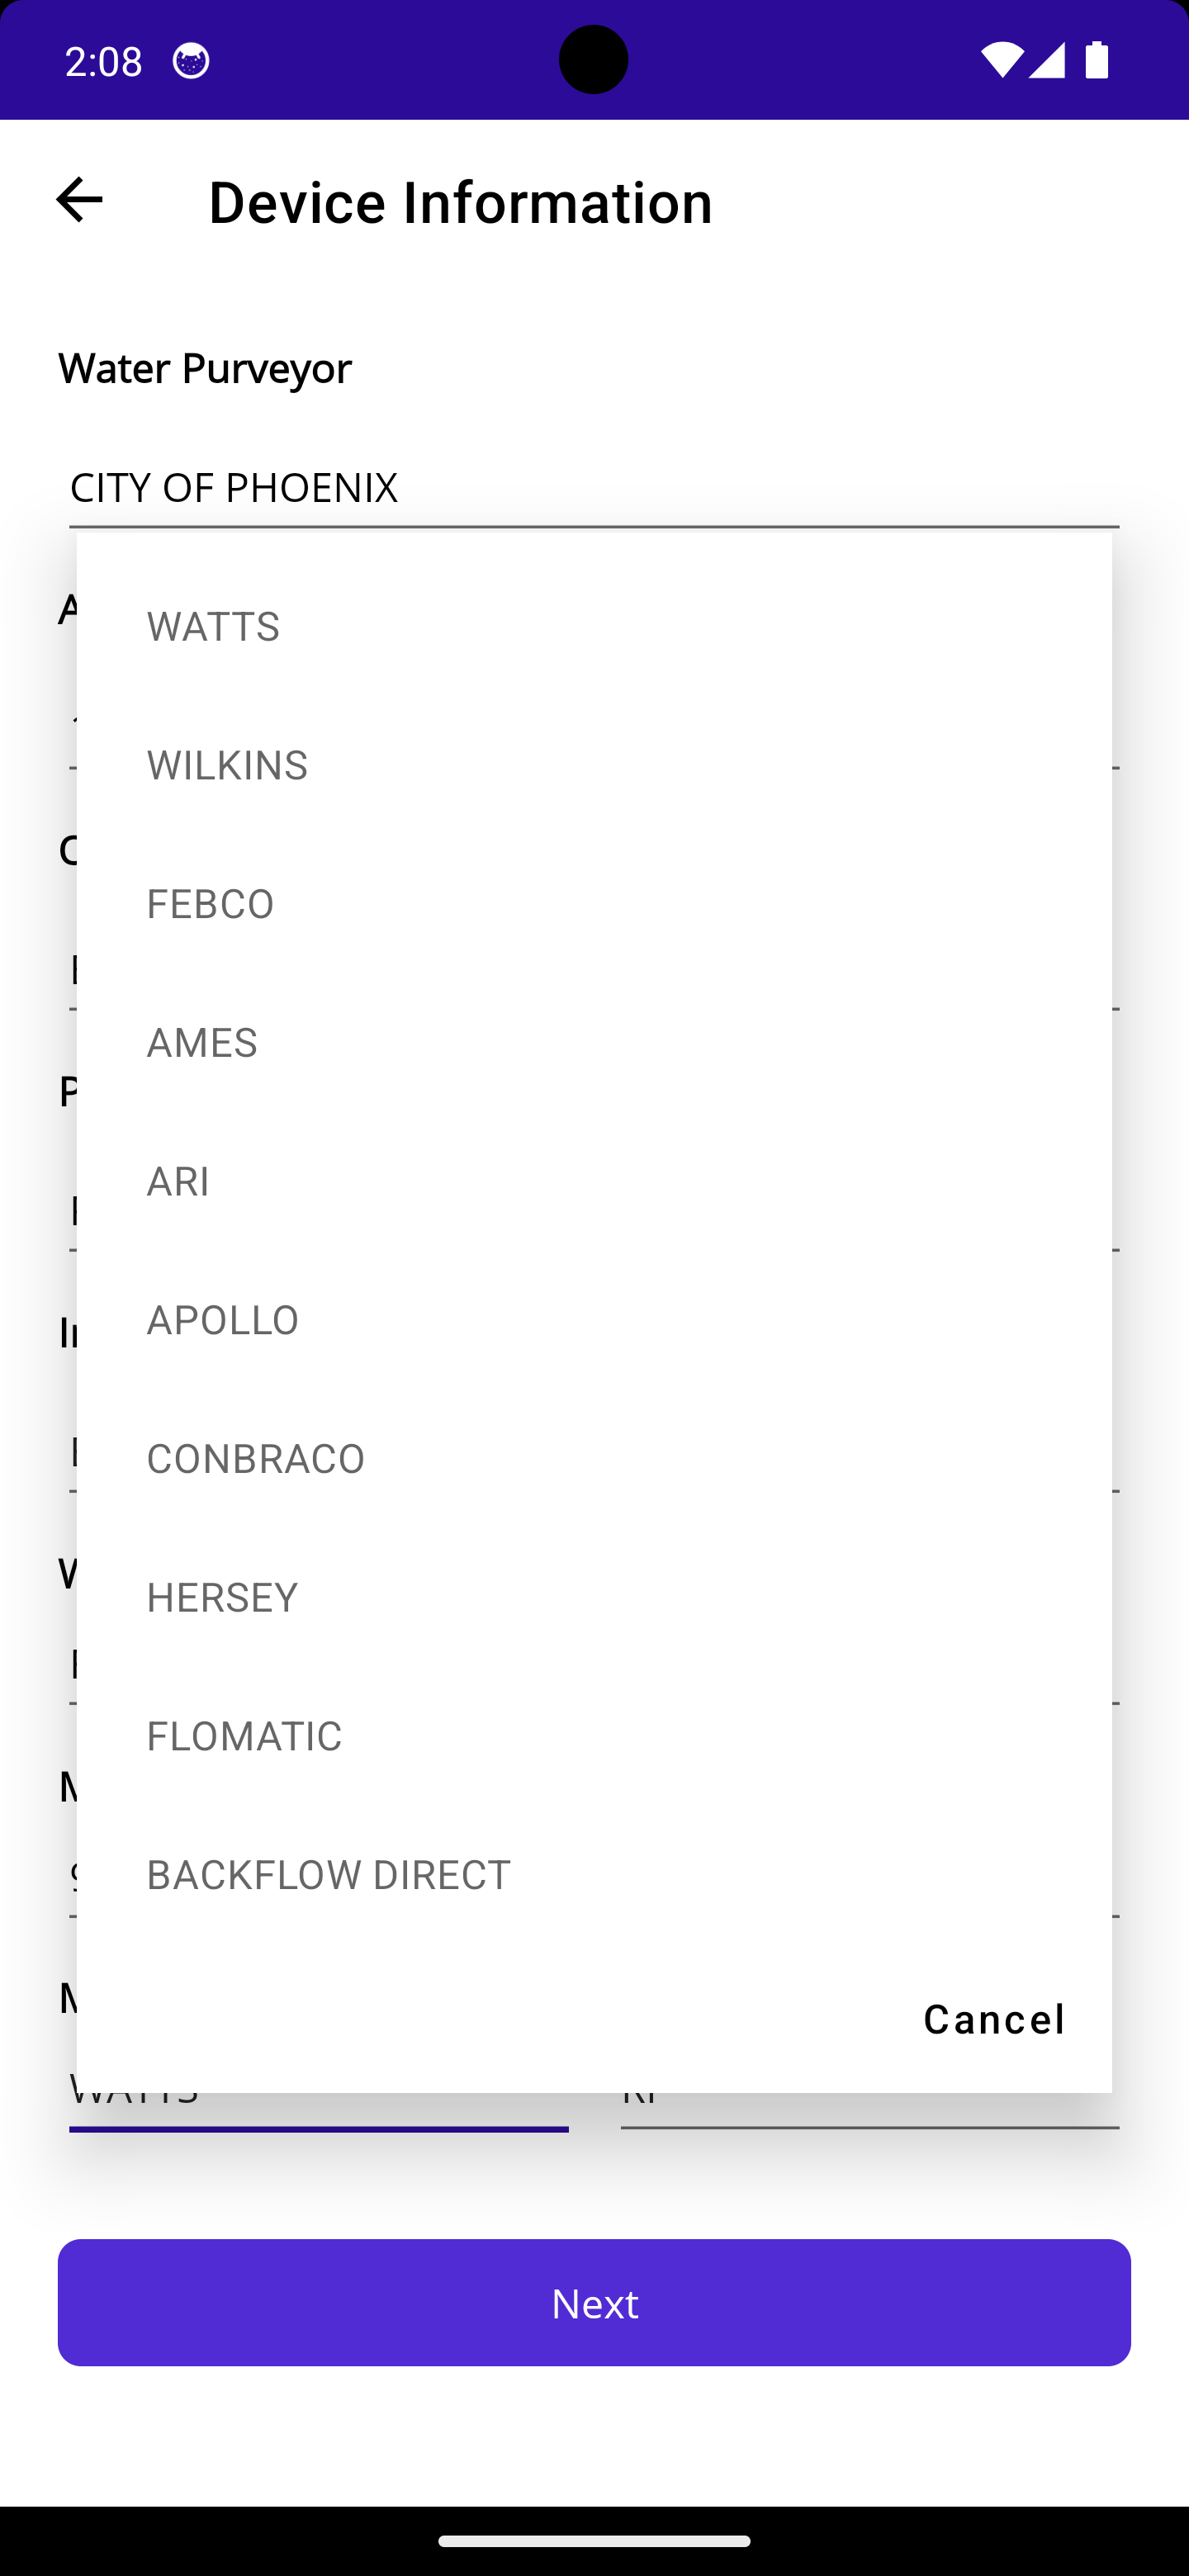 2:08
Device Information
Water Purveyor
CITY OF PHOENIX
WATTS
WILKINS
FEBCO
AMES
ARI
APOLLO
CONBRACO
HERSEY
FLOMATIC
BACKFLOW DIRECT
Cancel
WATTS
Next